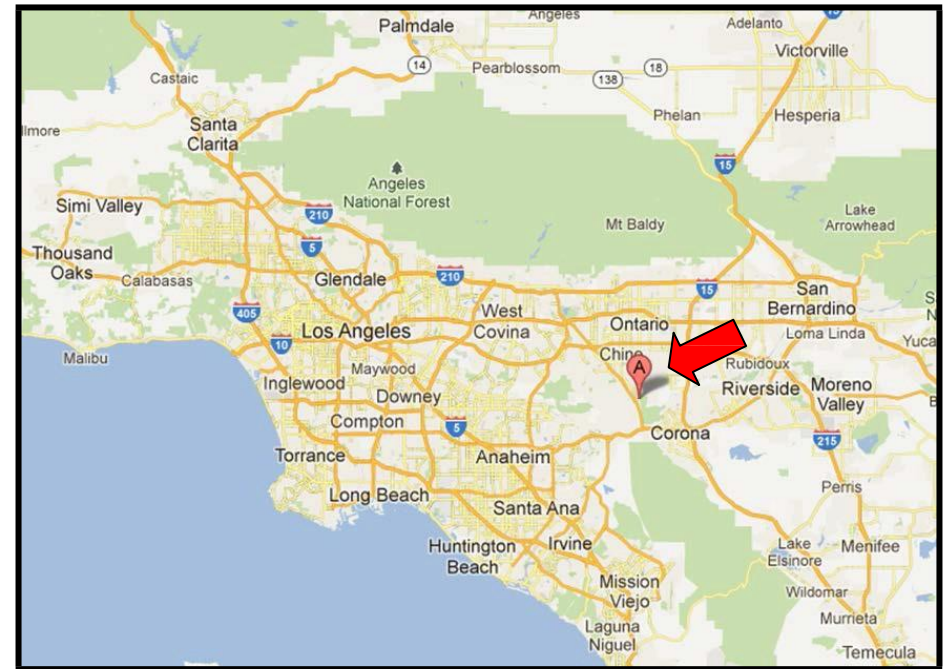 Angeles
Palmdale
Adelanto
15
Victorville
Castaic
14
Pearblossom
18
138
Santa
Clarita
Phelan
Hesperia
llmore
15
Angeles
National Forest
Simi Valley
210
Mt Baldy
Lake
Arrowhead
Thousand
Oaks
5
Calabasas
Glendale
210
15
San
Bernardino
405
West
Covina
Ontario
Los Angeles
Loma Linda
Yuca
10
Malibu
Maywood
Chino
A
Rubidoux
Inglewood
Riverside
Moreno
Valley
Downey
Compton
5
Corona
215
Torrance
Anaheim
Long Beach
Perris
Santa Ana
Huntington
Beach
Irvine
Lake
Elsinore
Menifee
Mission
Viejo
Wildomar
Laguna
Niguel
Murrieta
Temecula